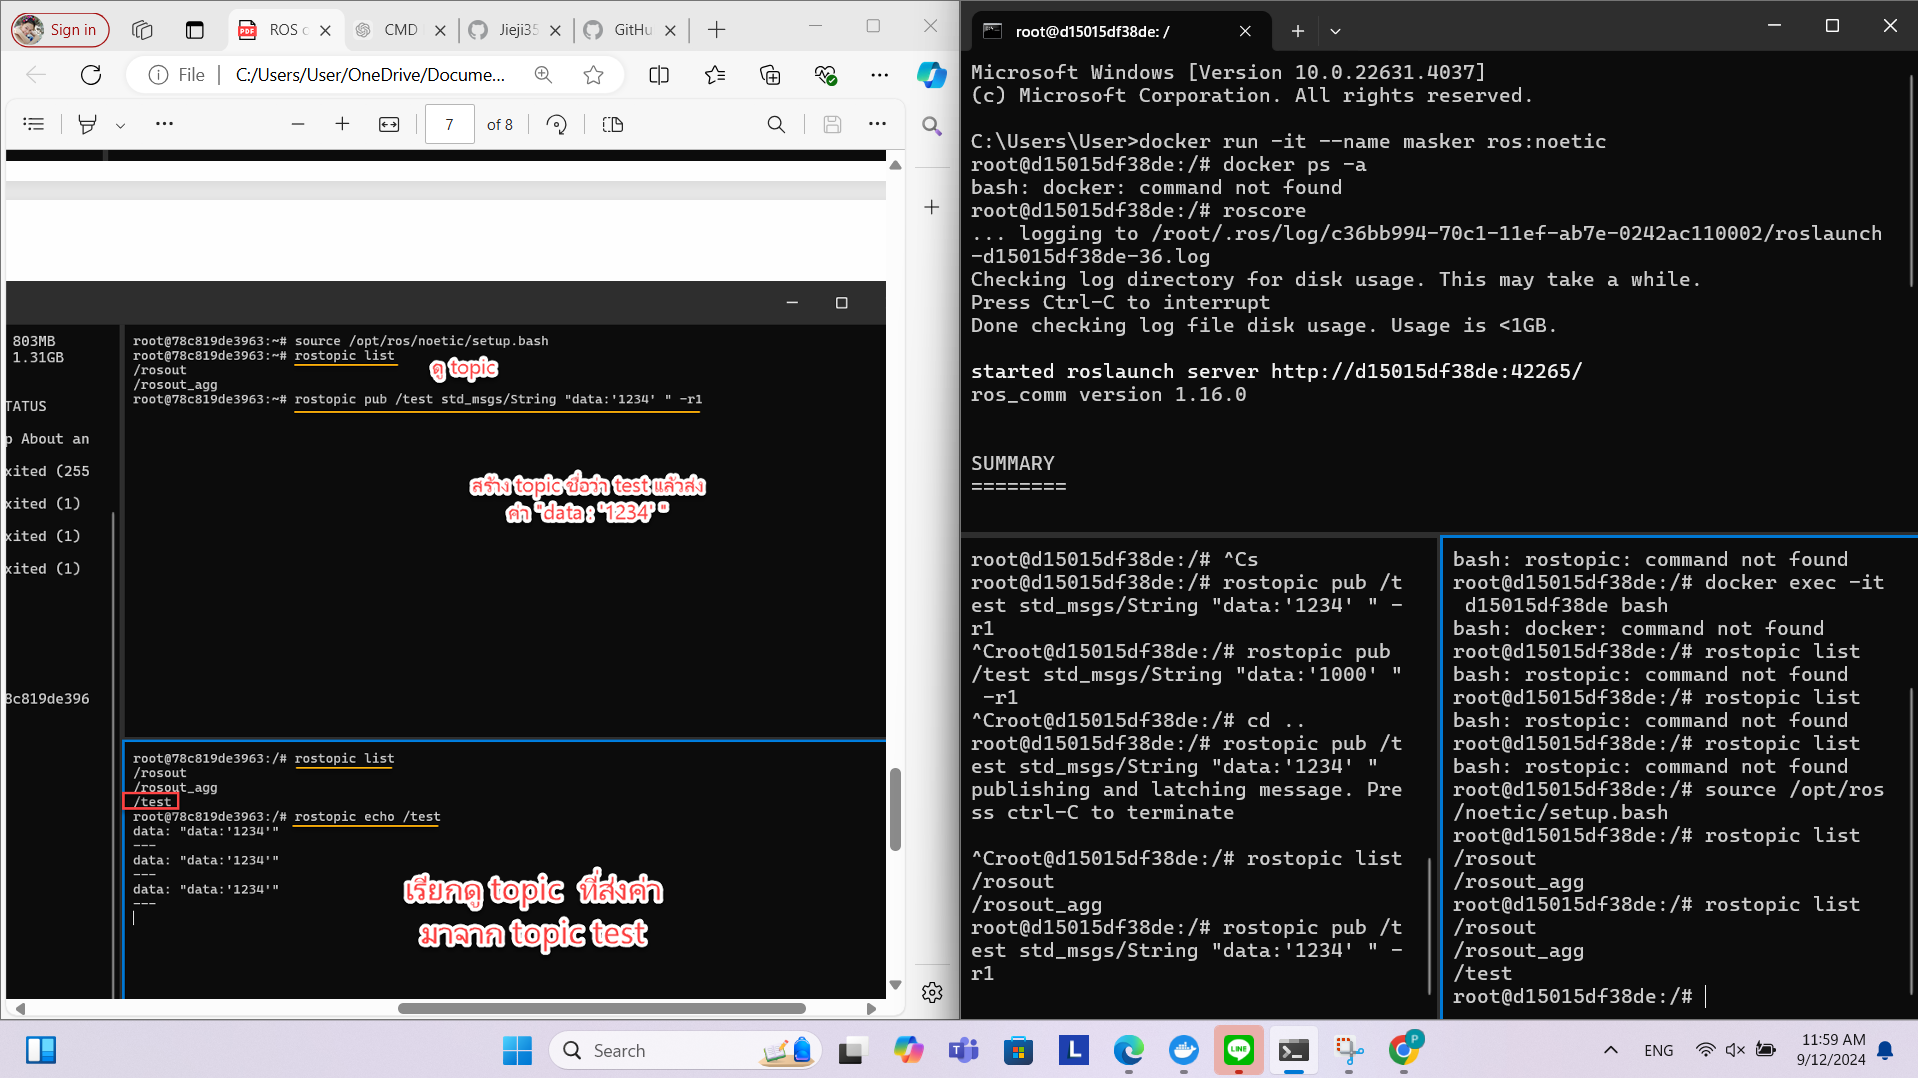 Sign in
ROS c
CMD
Jieji35
GitHu
File
C:/Users/User/OneDrive/Docume...
7
of 8
803MB
1.31GB
TATUS
p About an
xited (255
xited (1)
xited (1)
xited (1)
8c819de396
root@78c819de3963:~# source /opt/ros/noetic/setup.bash
root@78c819de3963:~# rostopic list
/rosout
/rosout_agg
root@78c819de3963:~# rostopic pub /test std_msgs/String "data:'1234' " -r1
ดู topic
สร้าง topic ชื่อว่า test แล้วส่ง
ค่า "data : '1234' "
root@78c819de3963:/# rostopic list
/rosout
/rosout_agg
/test
root@78c819de3963:/# rostopic echo /test
data: "data:'1234'"
---
data: "data:'1234'"
---
data: "data:'1234'"
---
เรียกดู topic ที่ส่งค่า
มาจาก topic test
root@d15015df38de: /
Microsoft Windows [Version 10.0.22631.4037]
(c) Microsoft Corporation. All rights reserved.
C:\Users\User>docker run -it --name masker ros:noetic
root@d15015df38de:/# docker ps -a
bash: docker: command not found
root@d15015df38de:/# roscore
... logging to /root/.ros/log/c36bb994-70c1-11ef-ab7e-0242ac110002/roslaunch
-d15015df38de-36.log
Checking log directory for disk usage. This may take a while.
Press Ctrl-C to interrupt
Done checking log file disk usage. Usage is <1GB.
started roslaunch server http://d15015df38de:42265/
ros_comm version 1.16.0
SUMMARY
========
root@d15015df38de:/# ^Cs
root@d15015df38de:/# rostopic pub /t
est std_msgs/String "data:'1234' " -
r1
^Croot@d15015df38de:/# rostopic pub
/test std_msgs/String "data:'1000' "
-r1
^Croot@d15015df38de:/# cd ..
root@d15015df38de:/# rostopic pub /t
est std_msgs/String "data:'1234' "
publishing and latching message. Pre
ss ctrl-C to terminate
^Croot@d15015df38de:/# rostopic list
/rosout
/rosout_agg
root@d15015df38de:/# rostopic pub /t
est std_msgs/String "data:'1234' " -
r1
bash: rostopic: command not found
root@d15015df38de:/# docker exec -it
d15015df38de bash
bash: docker: command not found
root@d15015df38de:/# rostopic list
bash: rostopic: command not found
root@d15015df38de:/# rostopic list
bash: rostopic: command not found
root@d15015df38de:/# rostopic list
bash: rostopic: command not found
root@d15015df38de:/# source /opt/ros
/noetic/setup.bash
root@d15015df38de:/# rostopic list
/rosout
/rosout_agg
root@d15015df38de:/# rostopic list
/rosout
/rosout_agg
/test
root@d15015df38de:/#
Search
L
LINE
P
ENG
11:59 AM
9/12/2024